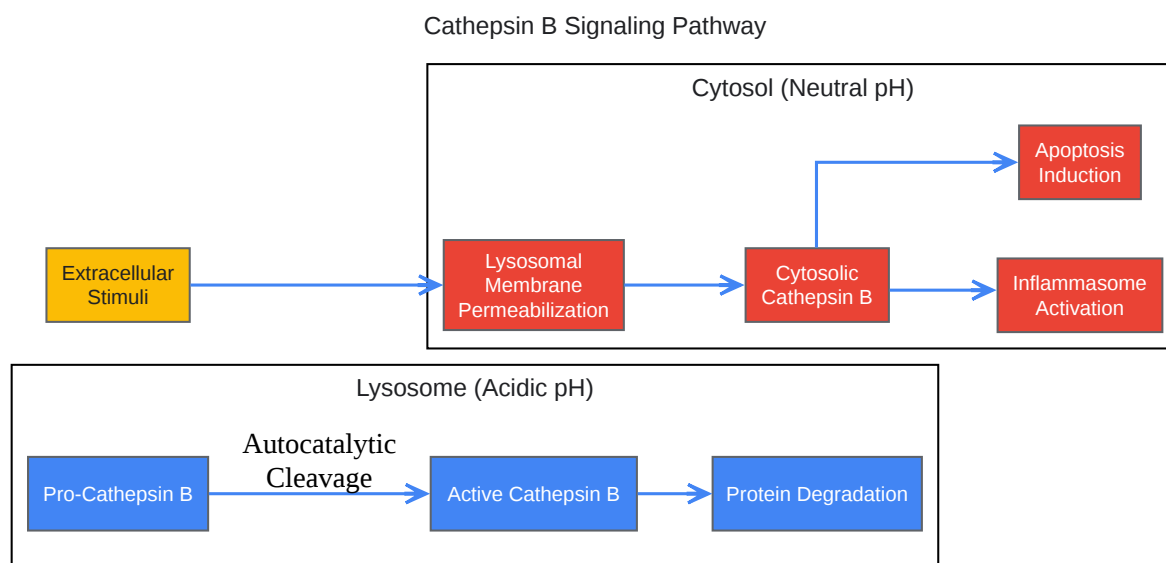 Cathepsin B Signaling Pathway
Cytosol (Neutral pH)
Apoptosis
Induction
Extracellular
Stimuli
Lysosomal
Membrane
Permeabilization
Cytosolic
Cathepsin B
Inflammasome
Activation
Lysosome (Acidic pH)
Pro-Cathepsin B
Autocatalytic
Cleavage
Active Cathepsin B
Protein Degradation